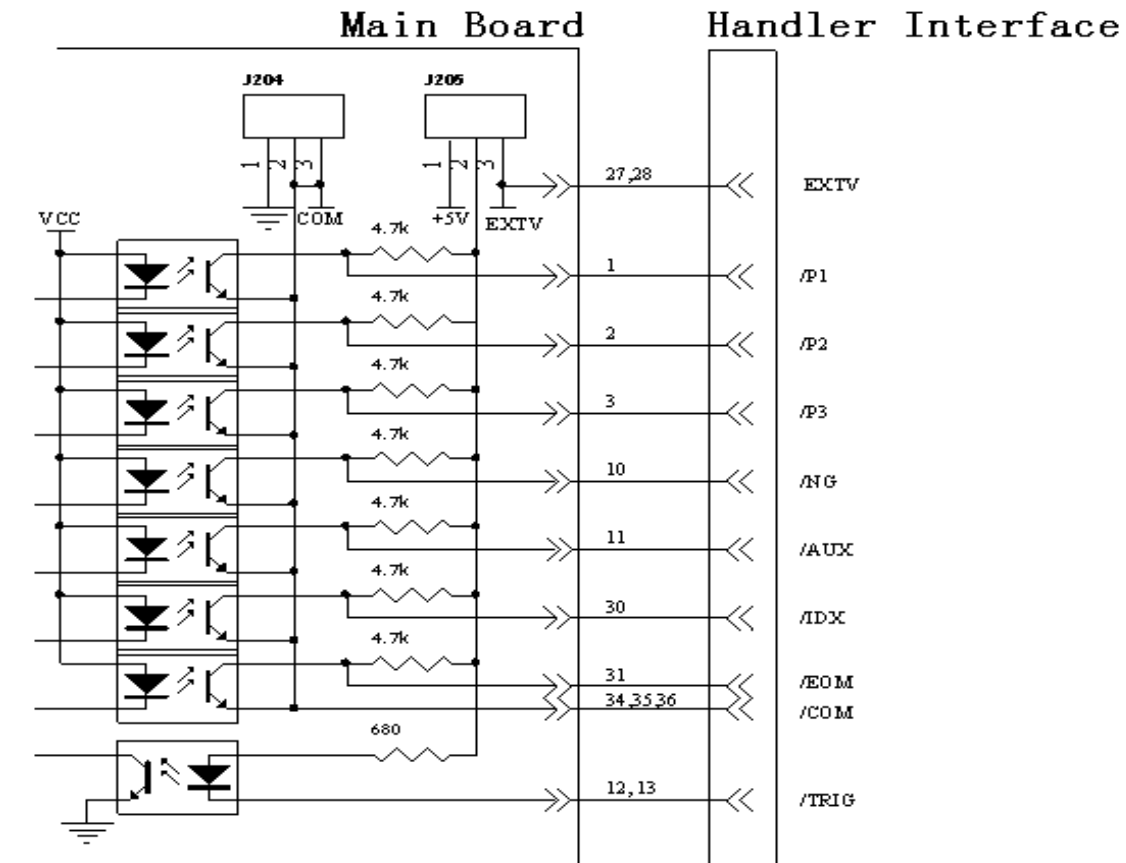 Main Board Handler Interface
J204 J205
1 2 3 1 2 3
27,28 EXTV
VCC COM +5V EXTV
4.7k
1 /P1
4.7k
2 /P2
4.7k
3 /P3
4.7k
10 /NG
4.7k
11 /AUX
4.7k
30 /IDX
4.7k
31 /EOM
34,35,36 /COM
680
12,13 /TRIG